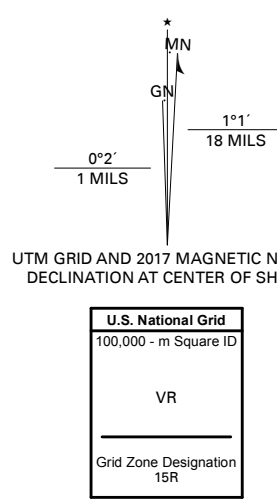 ★
MN
GN
1°1´
18 MILS
0°2´
1 MILS
UTM GRID AND 2017 MAGNETIC N
DECLINATION AT CENTER OF SH
U.S. National Grid
100,000 - m Square ID
VR
Grid Zone Designation
15R